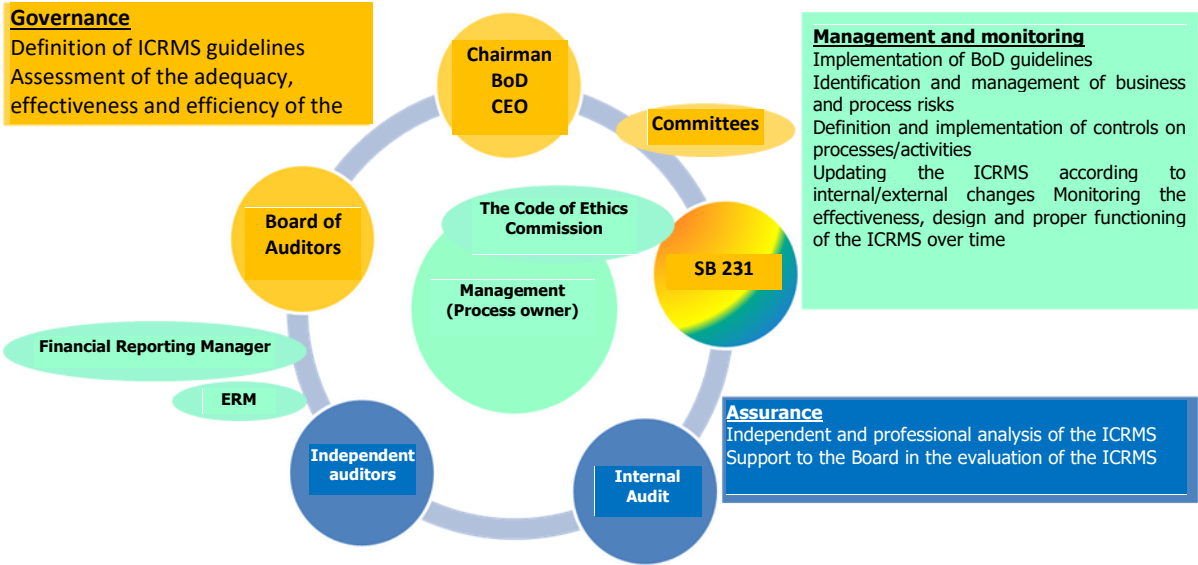 Governance
Definition of ICRMS guidelines
Assessment of the adequacy,
effectiveness and efficiency of the
Chairman
BoD
CEO
Committees
Management and monitoring
Implementation of BoD guidelines
Identification and management of business
and process risks
Definition and implementation of controls on
processes/activities
Updating the ICRMS according to
internal/external changes Monitoring the
effectiveness, design and proper functioning
of the ICRMS over time
Board of
Auditors
The Code of Ethics
Commission
SB 231
Management
(Process owner)
Financial Reporting Manager
ERM
Independent
auditors
Internal
Audit
Assurance
Independent and professional analysis of the ICRMS
Support to the Board in the evaluation of the ICRMS